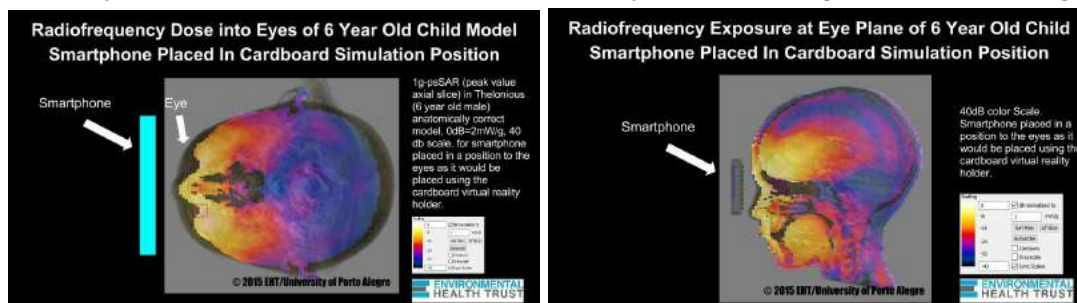 Radiofrequency Dose into Eyes of 6 Year Old Child Model
Smartphone Placed In Cardboard Simulation Position
Smartphone
Eye
1g-psSAR (peak value
axial slice) in Thelonious
(6 year old male)
anatomically correct
model, 0dB=2mW/g, 40
db scale. for smartphone
placed in a position to the
eyes as it would be
placed using the
cardboard virtual reality
holder.
© 2015 EHT/University of Porto Alegre
ENVIRONMENTAL
HEALTH TRUST
Radiofrequency Exposure at Eye Plane of 6 Year Old Child
Smartphone Placed In Cardboard Simulation Position
Smartphone
40dB color Scale.
Smartphone placed in a
position to the eyes as it
would be placed using the
cardboard virtual reality
holder.
© 2015 EHT/University of Porto Alegre
ENVIRONMENTAL
HEALTH TRUST